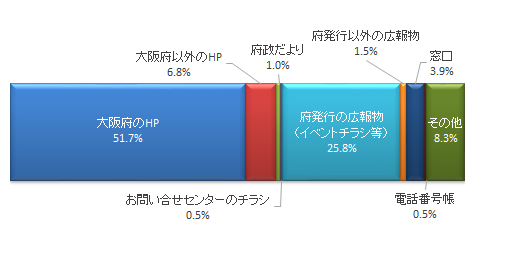 府発行以外の広報物
1.5%
大阪府以外のHP
6.8%
府政だより
1.0%
窓口
3.9%
大阪府のHP
51.7%
府発行の広報物
(イベントチラシ等)
25.8%
その他
8.3%
お問い合せセンターのチラシ
0.5%
電話番号帳
0.5%